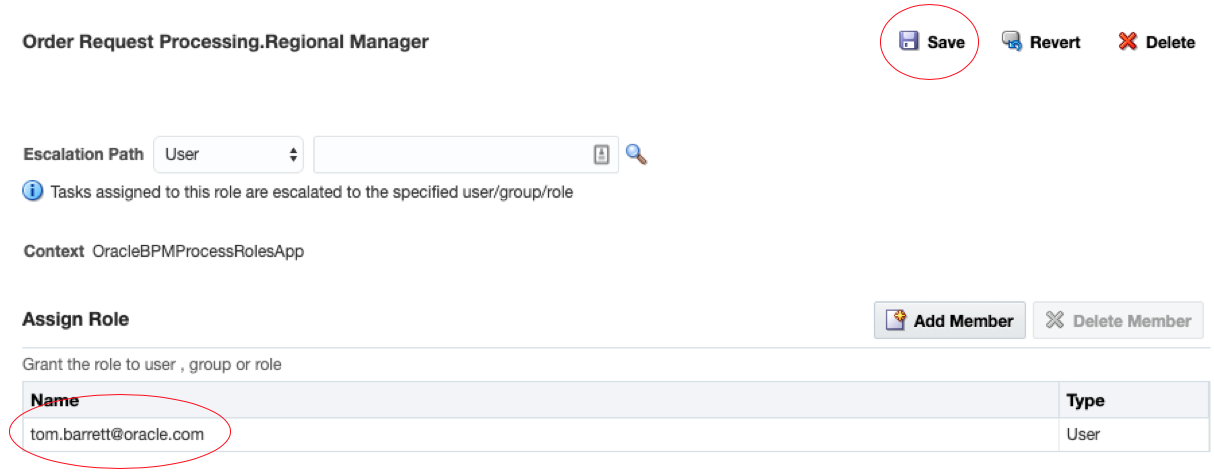 Order Request Processing.Regional Manager Save Revert Delete
Escalation Path User
Tasks assigned to this role are escalated to the specified user/group/role
Context OracleBPMProcessRolesApp
Assign Role Add Member Delete Member
Grant the role to user , group or role
Name Type
tom.barrett@oracle.com User